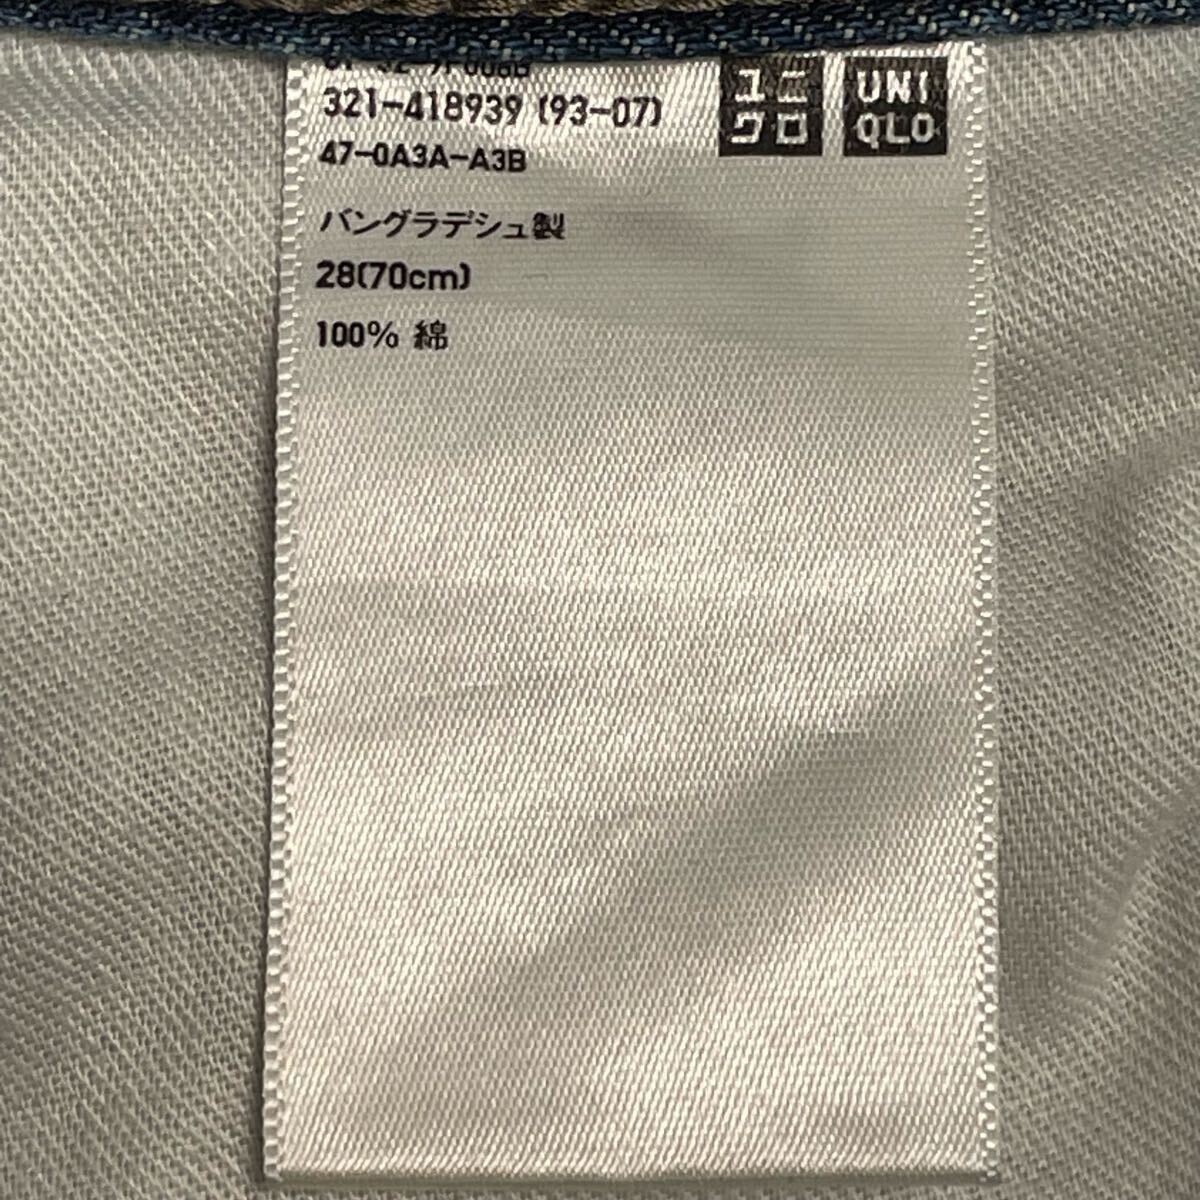 321-418939 (93-07)
47-0A3A-A3B
バングラデシュ製
28(70cm)
100% 綿
ユニ
クロ
UNI
QLO